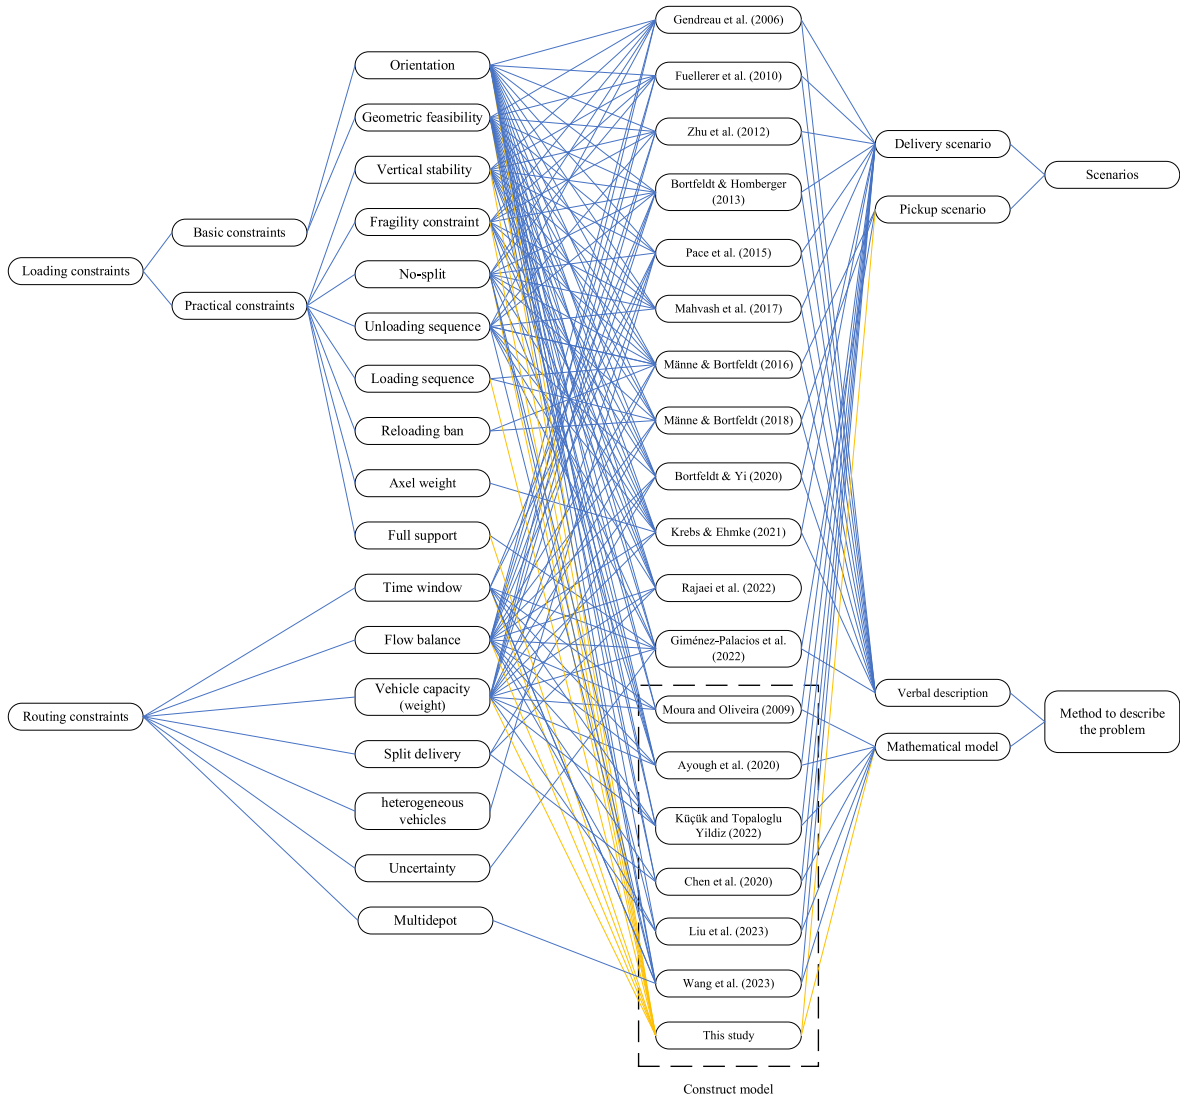 Loading constraints
Routing constraints
Basic constraints
Practical constraints
Orientation
Geometric feasibility
Vertical stability
Fragility constraint
No-split
Unloading sequence
Loading sequence
Reloading ban
Axel weight
Full support
Time window
Flow balance
Vehicle capacity
(weight)
Split delivery
heterogeneous
vehicles
Uncertainty
Multidepot
Gendreau et al. (2006)
Fuellerer et al. (2010)
Zhu et al. (2012)
Bortfeldt & Homberger
(2013)
Pace et al. (2015)
Mahvash et al. (2017)
Männe & Bortfeldt (2016)
Männe & Bortfeldt (2018)
Bortfeldt & Yi (2020)
Krebs & Ehmke (2021)
Rajaei et al. (2022)
Giménez-Palacios et al.
(2022)
Moura and Oliveira (2009)
Ayough et al. (2020)
Küçük and Topaloglu
Yildiz (2022)
Chen et al. (2020)
Liu et al. (2023)
Wang et al. (2023)
This study
Construct model
Delivery scenario
Pickup scenario
Verbal description
Mathematical model
Scenarios
Method to describe
the problem